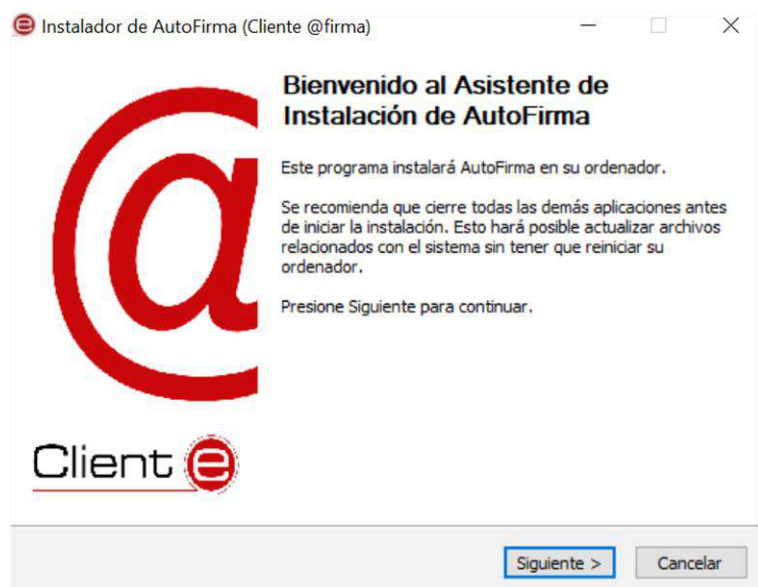 Instalador de AutoFirma (Cliente @firma)
Bienvenido al Asistente de
Instalación de AutoFirma
Este programa instalará AutoFirma en su ordenador.
Se recomienda que cierre todas las demás aplicaciones antes
de iniciar la instalación. Esto hará posible actualizar archivos
relacionados con el sistema sin tener que reiniciar su
ordenador.
Presione Siguiente para continuar.
@
Client e
Siguiente >
Cancelar